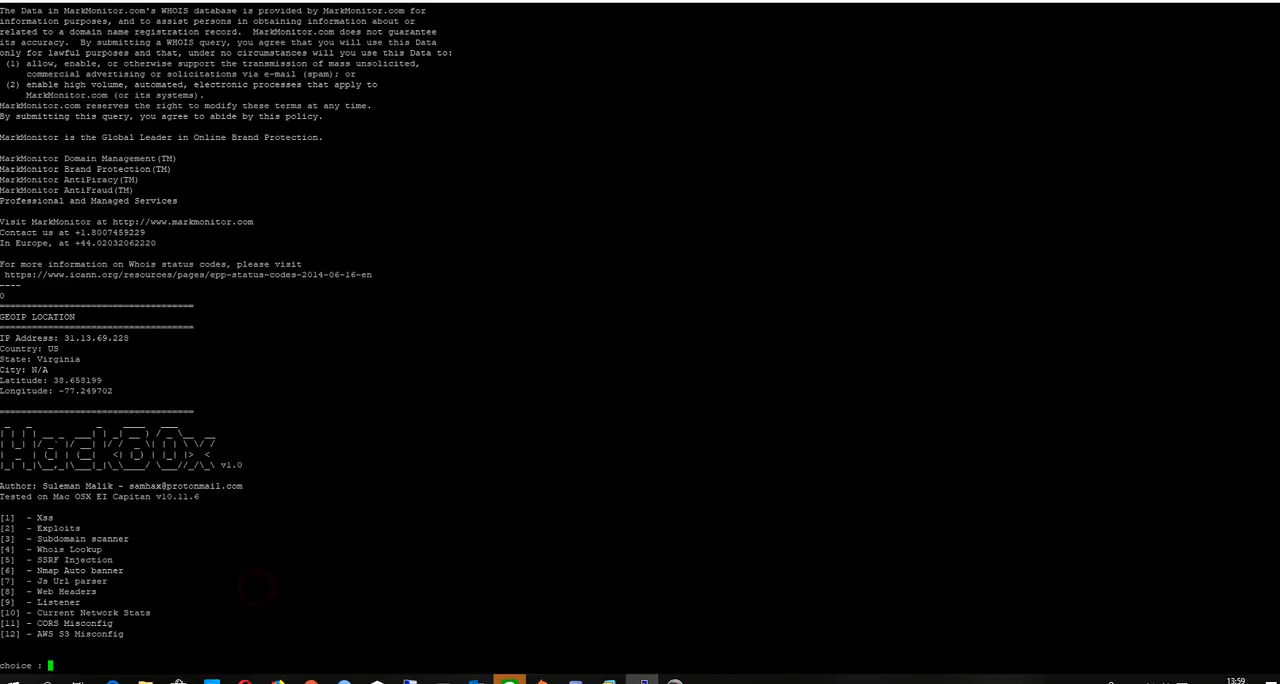 The Data in MarkMonitor.com's WHOIS database is provided by MarkMonitor.com for
information purposes, and to assist persons in obtaining information about or
related to a domain name registration record.  MarkMonitor.com does not guarantee
its accuracy.  By submitting a WHOIS query, you agree that you will use this Data
only for lawful purposes and that, under no circumstances will you use this Data to:
(1) allow, enable, or otherwise support the transmission of mass unsolicited,
commercial advertising or solicitations via e-mail (spam); or
(2) enable high volume, automated, electronic processes that apply to
MarkMonitor.com (or its systems).
MarkMonitor.com reserves the right to modify these terms at any time.
By submitting this query, you agree to abide by this policy.
MarkMonitor is the Global Leader in Online Brand Protection.
MarkMonitor Domain Management(TM)
MarkMonitor Brand Protection(TM)
MarkMonitor AntiPiracy(TM)
MarkMonitor AntiFraud(TM)
Professional and Managed Services
Visit MarkMonitor at http://www.markmonitor.com
Contact us at +1.8007459229
In Europe, at +44.02032062220
For more information on Whois status codes, please visit
https://www.icann.org/resources/pages/epp-status-codes-2014-06-16-en
----
0
====================================
GEOIP LOCATION
====================================
IP Address: 31.13.69.228
Country: US
State: Virginia
City: N/A
Latitude: 38.658199
Longitude: -77.249702
====================================
HackBOx
v1.0
Author: Suleman Malik - samhax@protonmail.com
Tested on Mac OSX EI Capitan v10.11.6
[1]  - Xss
[2]  - Exploits
[3]  - Subdomain scanner
[4]  - Whois Lookup
[5]  - SSRF Injection
[6]  - Nmap Auto banner
[7]  - Js Url parser
[8]  - Web Headers
[9]  - Listener
[10] - Current Network Stats
[11] - CORS Misconfig
[12] - AWS S3 Misconfig
choice :
13:59